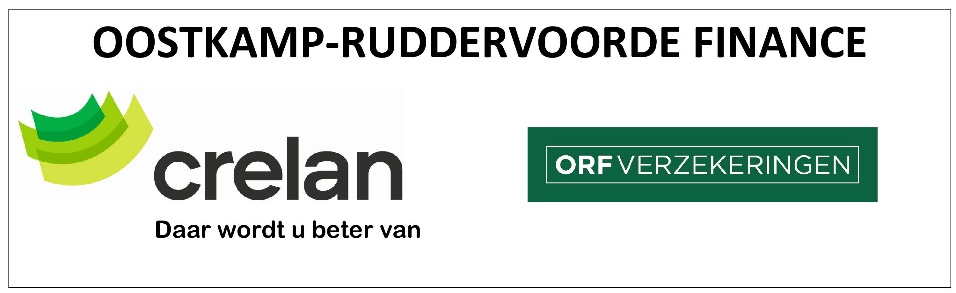 OOSTKAMP-RUDDERVOORDE FINANCE
crelan
Daar wordt u beter van
ORF VERZEKERINGEN